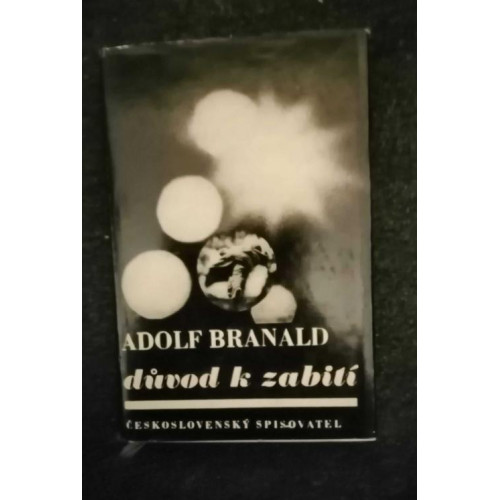 ADOLF BRANALD
důvod k zabití
ČESKOSLOVENSKÝ SPISOVATEL